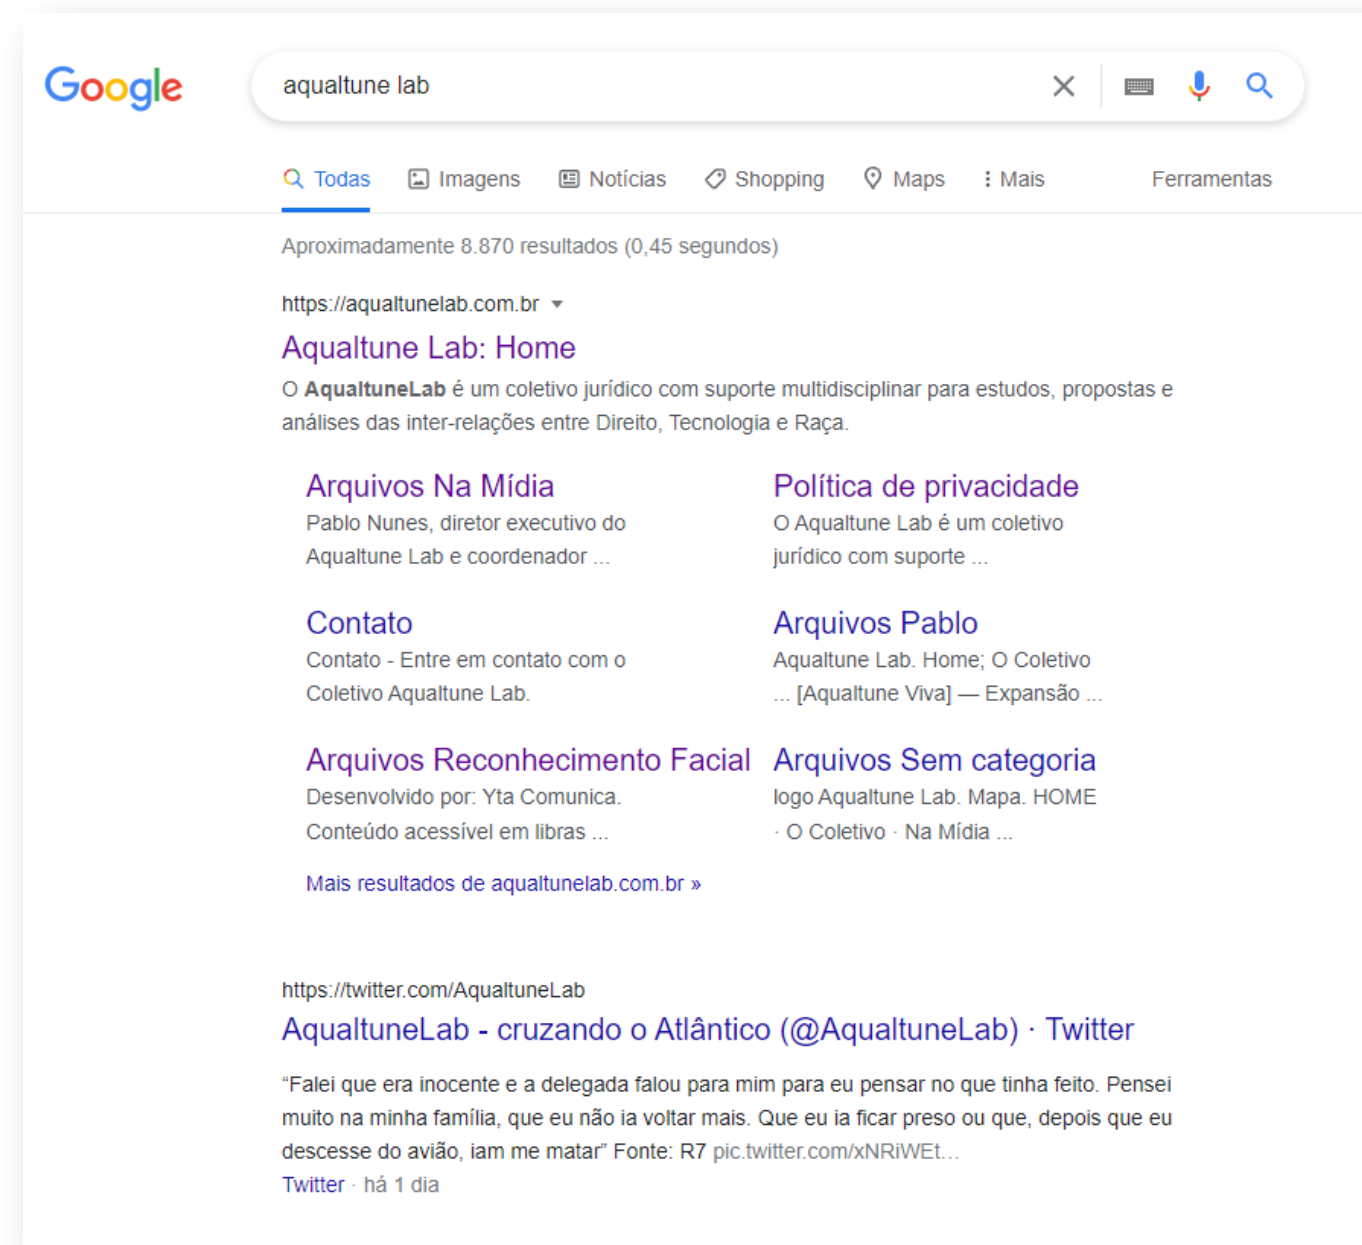 Google
aqualtune lab
Todas Imagens Notícias Shopping Maps Mais Ferramentas
Aproximadamente 8.870 resultados (0,45 segundos)
https://aqualtunelab.com.br
Aqualtune Lab: Home
O AqualtuneLab é um coletivo jurídico com suporte multidisciplinar para estudos, propostas e
análises das inter-relações entre Direito, Tecnologia e Raça.
Arquivos Na Mídia
Pablo Nunes, diretor executivo do
Aqualtune Lab e coordenador ...
Política de privacidade
O Aqualtune Lab é um coletivo
jurídico com suporte ...
Contato
Contato - Entre em contato com o
Coletivo Aqualtune Lab.
Arquivos Pablo
Aqualtune Lab. Home; O Coletivo
... [Aqualtune Viva] — Expansão ...
Arquivos Reconhecimento Facial
Desenvolvido por: Yta Comunica.
Conteúdo acessível em libras ...
Arquivos Sem categoria
logo Aqualtune Lab. Mapa. HOME
· O Coletivo · Na Mídia ...
Mais resultados de aqualtunelab.com.br »
https://twitter.com/AqualtuneLab
AqualtuneLab - cruzando o Atlântico (@AqualtuneLab) · Twitter
“Falei que era inocente e a delegada falou para mim para eu pensar no que tinha feito. Pensei
muito na minha família, que eu não ia voltar mais. Que eu ia ficar preso ou que, depois que eu
descesse do avião, iam me matar” Fonte: R7 pic.twitter.com/xNRiWEt…
Twitter · há 1 dia